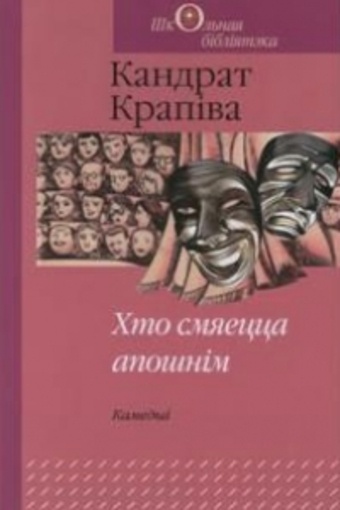 Школьная
бібліятэка
Кандрат
Крапіва
Хто смяецца
апошнім
Камедыі